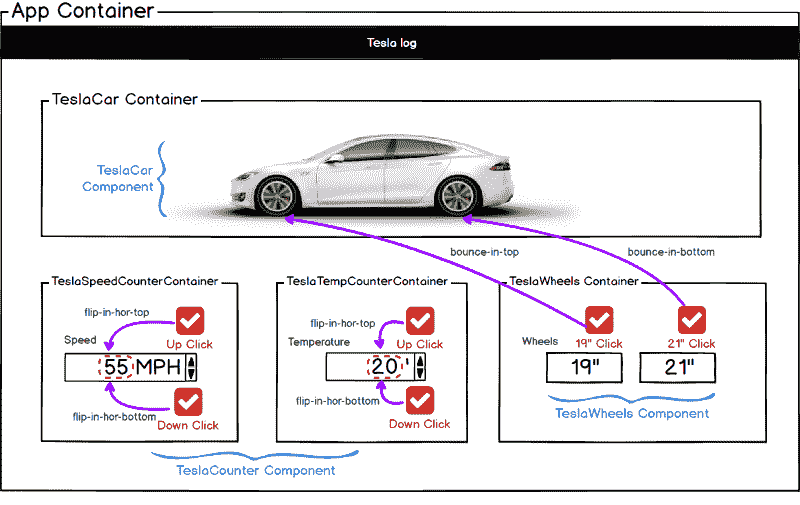 App Container
Tesla log
TeslaCar Container
TeslaCar
Component
bounce-in-top
bounce-in-bottom
TeslaSpeedCounterContainer
flip-in-hor-top
Speed
Up Click
55 MPH
flip-in-hor-bottom
Down Click
TeslaTempCounterContainer
flip-in-hor-top
Temperature
Up Click
20 '
flip-in-hor-bottom
Down Click
TeslaCounter Component
TeslaWheels Container
Wheels
19" Click
21" Click
19"
21"
TeslaWheels Component